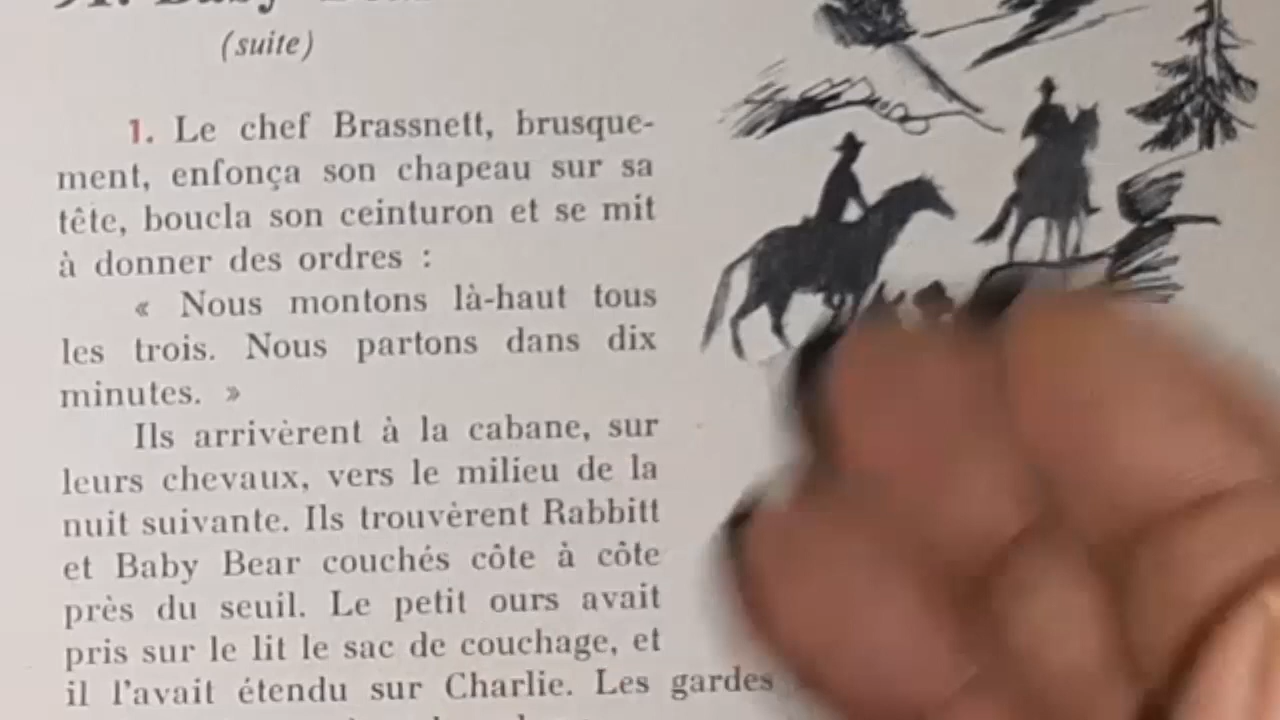 (suite)
1. Le chef Brassnett, brusque-
ment, enfonça son chapeau sur sa
tête, boucla son ceinturon et se mit
à donner des ordres :
« Nous montons là-haut tous
les trois. Nous partons dans dix
minutes. »
Ils arrivèrent à la cabane, sur
leurs chevaux, vers le milieu de la
nuit suivante. Ils trouvèrent Rabbitt
et Baby Bear couchés côte à côte
près du seuil. Le petit ours avait
pris sur le lit le sac de couchage, et
il l'avait étendu sur Charlie. Les gardes